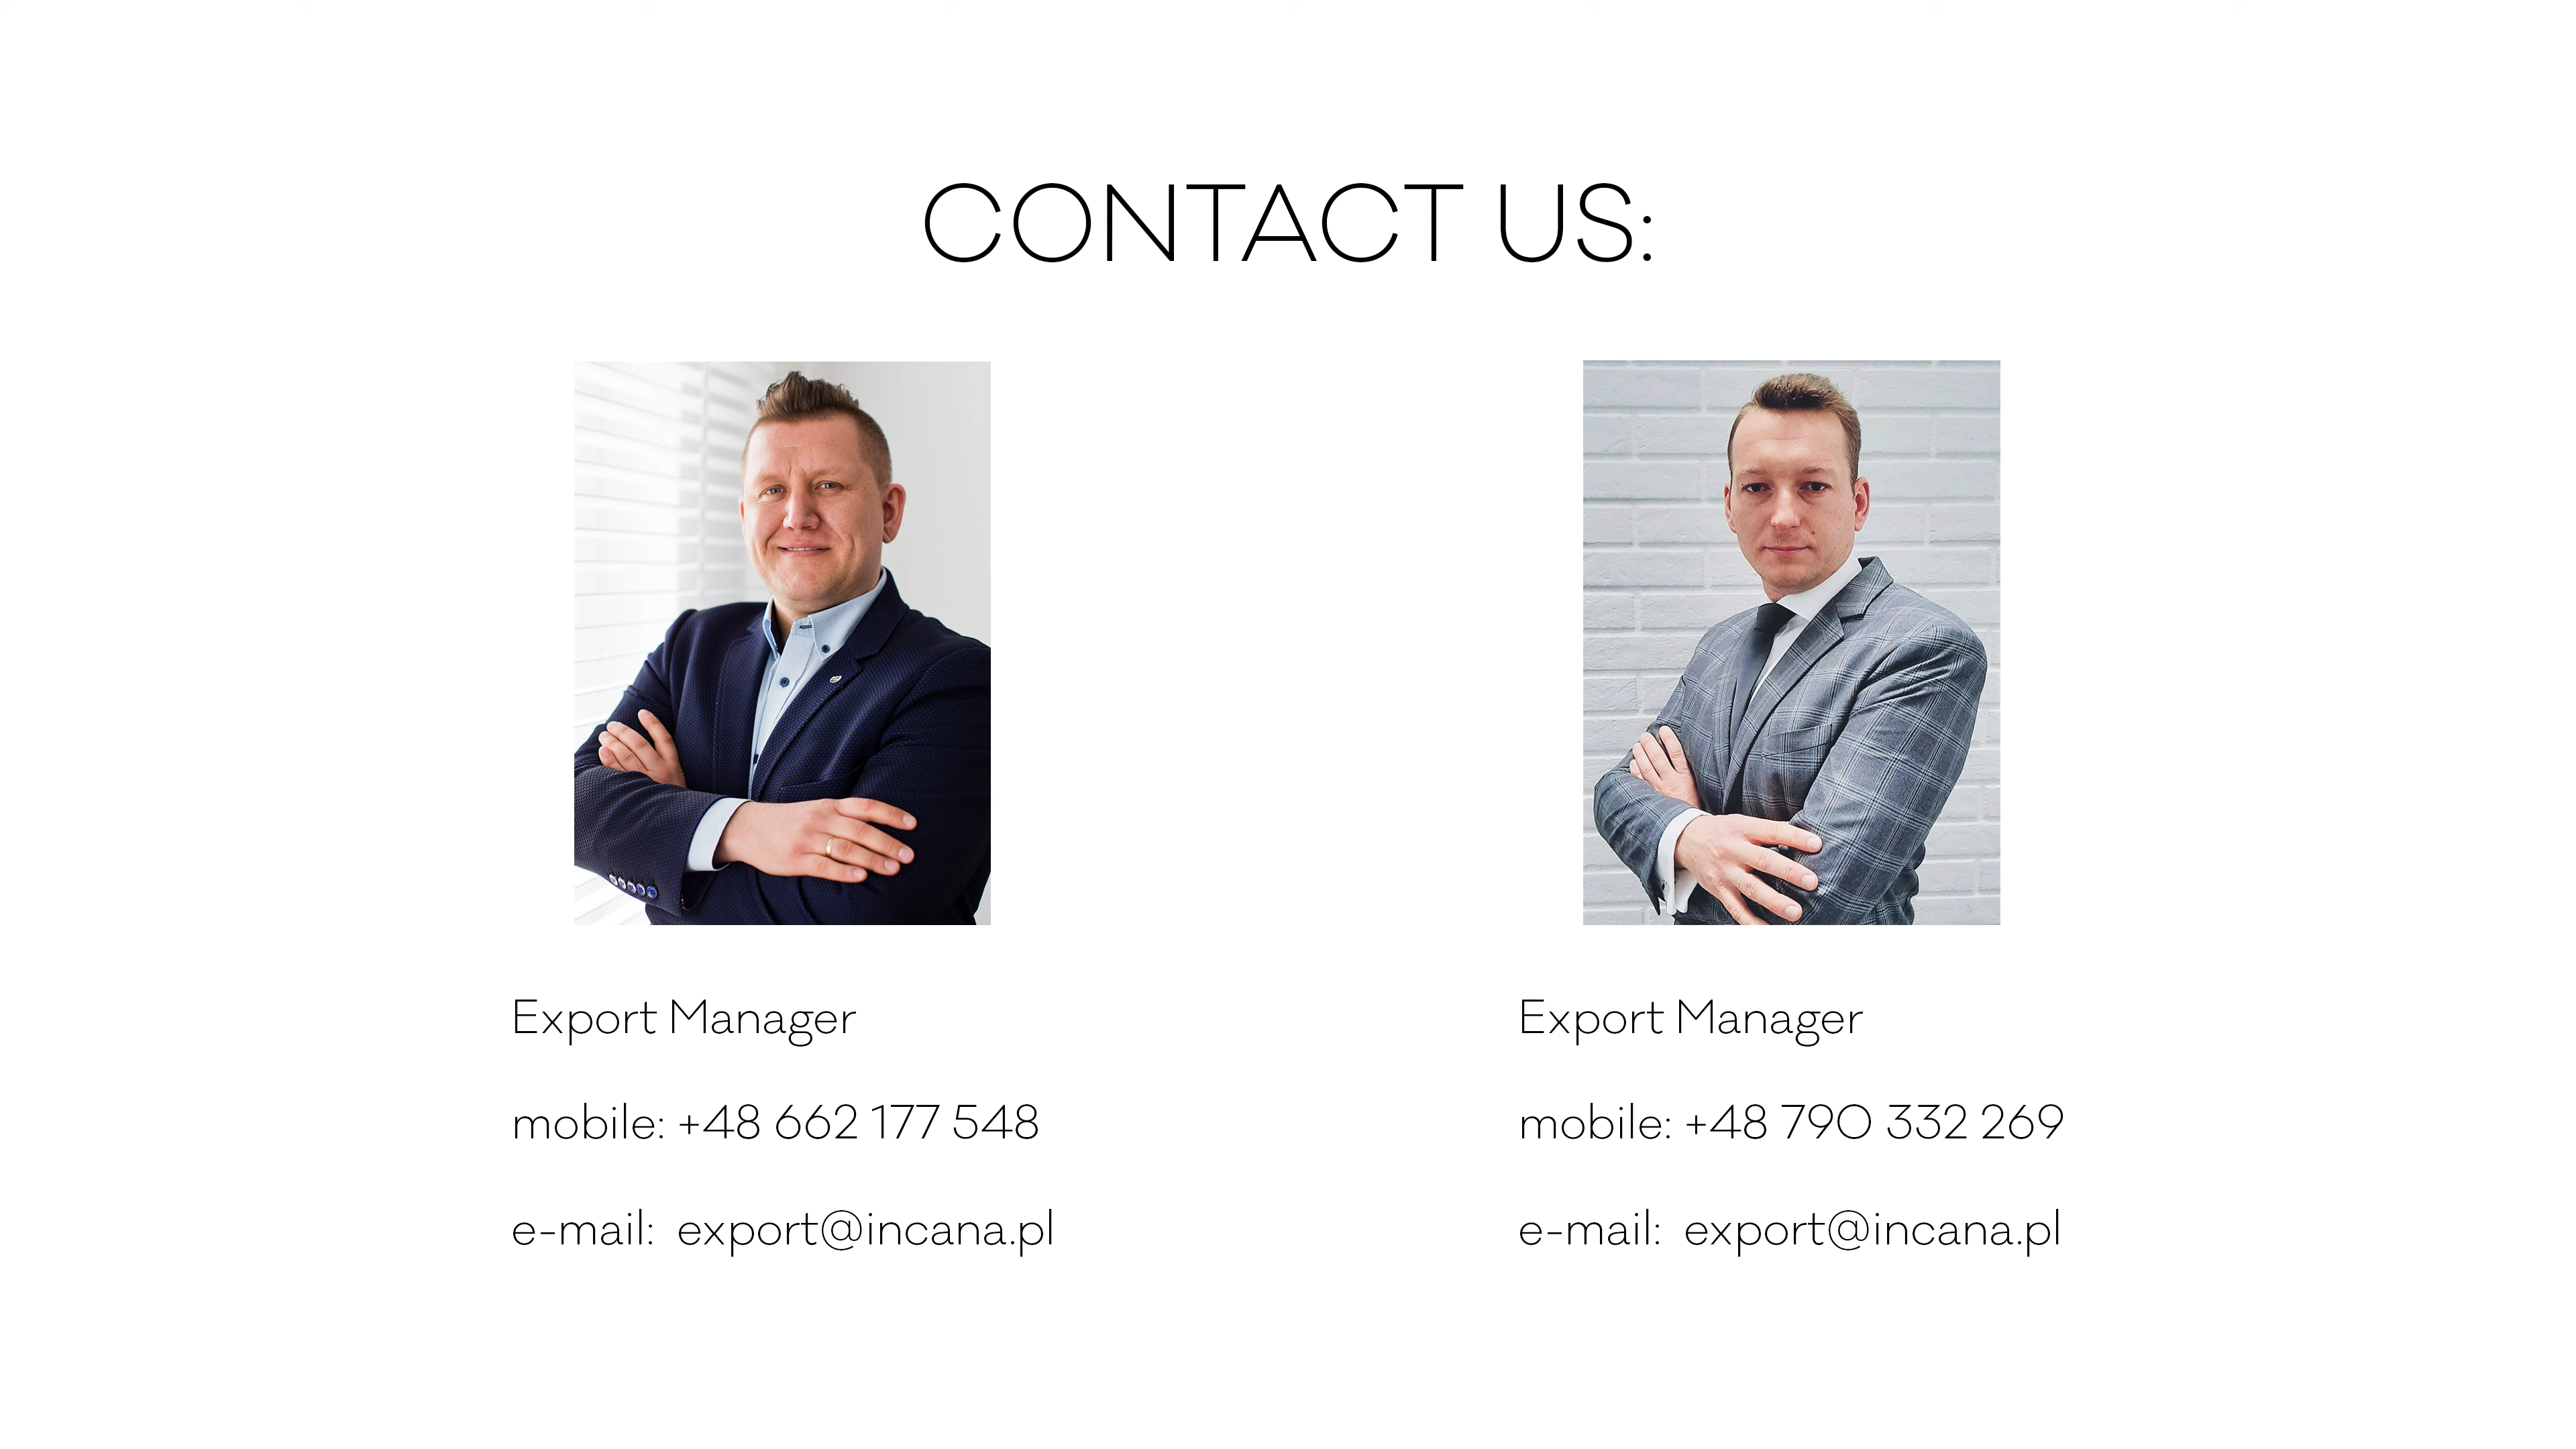 CONTACT US:
Export Manager
mobile: +48 662 177 548
e-mail: export@incana.pl
Export Manager
mobile: +48 790 332 269
e-mail: export@incana.pl